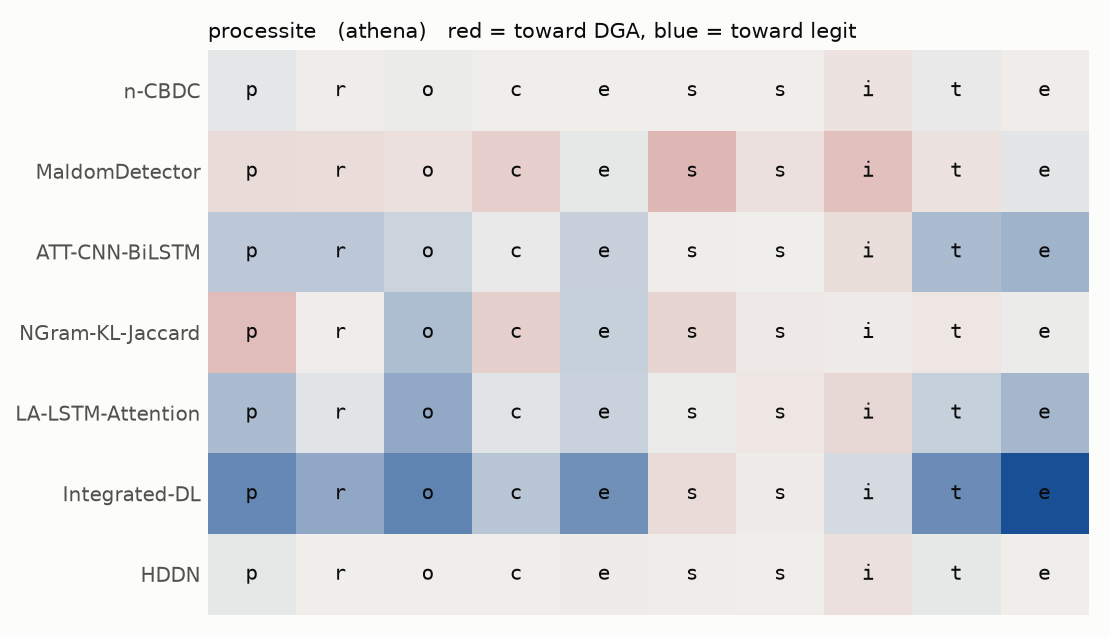 processite (athena) red = toward DGA, blue = toward legit
n-CBDC p r o c e s s i t e
MaldomDetector p r o c e s s i t e
ATT-CNN-BiLSTM p r o c e s s i t e
NGram-KL-Jaccard p r o c e s s i t e
LA-LSTM-Attention p r o c e s s i t e
Integrated-DL p r o c e s s i t e
HDDN p r o c e s s i t e